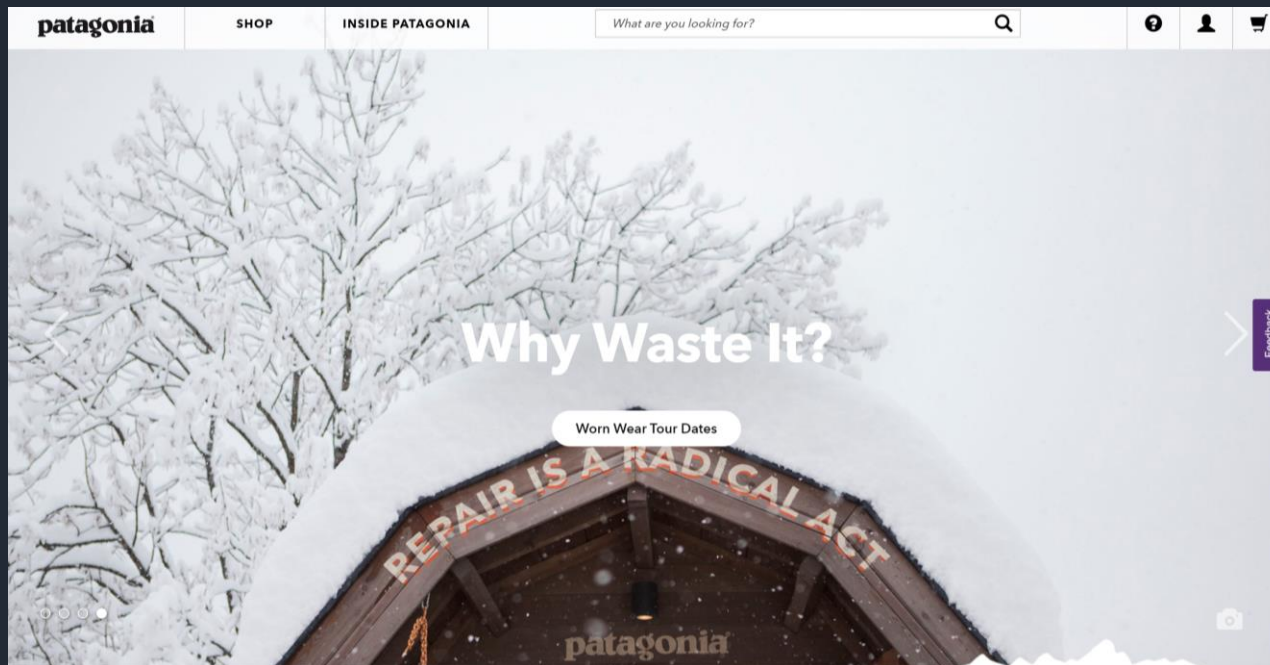 patagonia
SHOP
INSIDE PATAGONIA
What are you looking for?
Why Waste It?
Feedback
Worn Wear Tour Dates
REPAIR IS A RADICAL ACT
patagonia